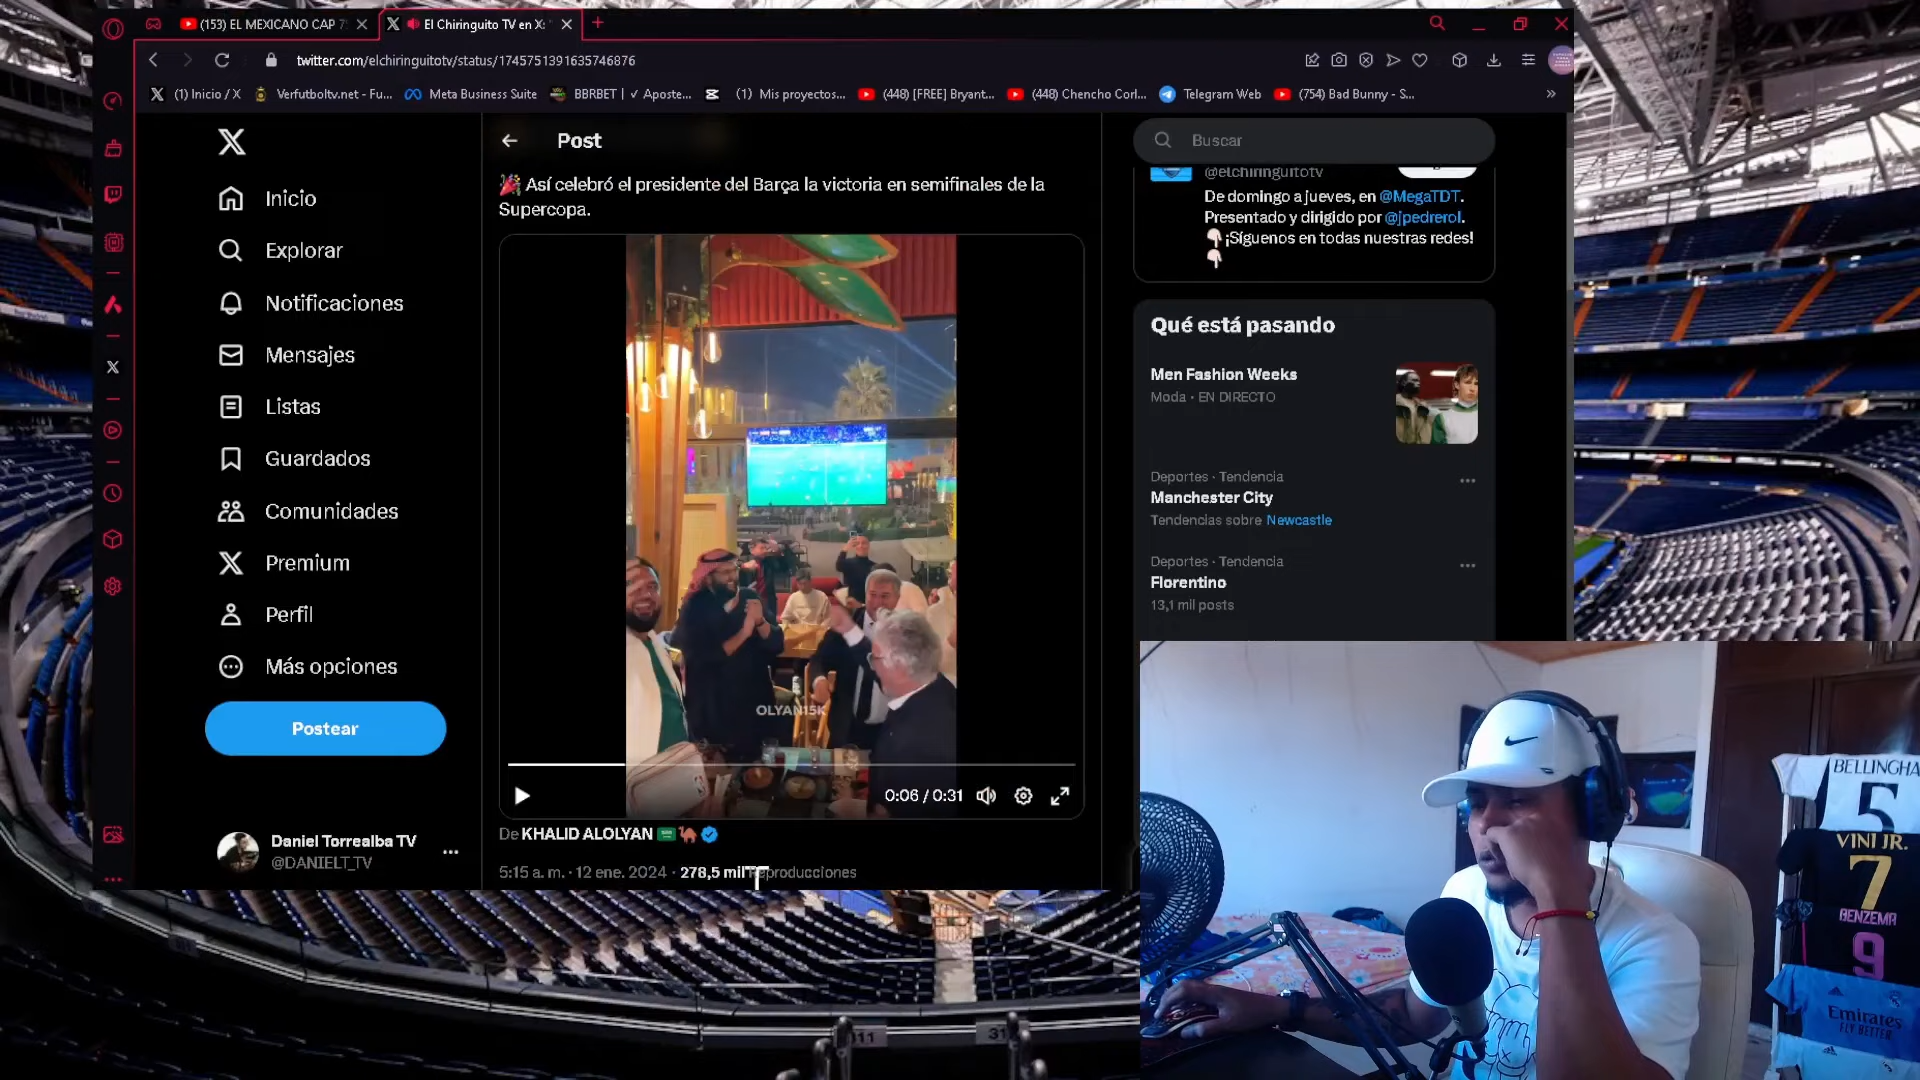 (153) EL MEXICANO CAP 7
El Chiringuito TV en X: "
twitter.com/elchiringuitotv/status/1745751391635746876
(1) Inicio / X
Verfutboltv.net - Fu...
Meta Business Suite
BBRBET | ✓ Aposte...
(1) Mis proyectos...
(448) [FREE] Bryant...
(448) Chencho Corl...
Telegram Web
(754) Bad Bunny - S...
»
Inicio
Explorar
Notificaciones
Mensajes
Listas
Guardados
Comunidades
Premium
Perfil
Más opciones
Postear
Daniel Torrealba TV
@DANIELT_TV
Post
🎉 Así celebró el presidente del Barça la victoria en semifinales de la
Supercopa.
OLYAN15K
0:06 / 0:31
De KHALID ALOLYAN 🇸🇦🐪
5:15 a. m. · 12 ene. 2024 · 278,5 mil Reproducciones
Buscar
@elchiringuitotv
De domingo a jueves, en @MegaTDT.
Presentado y dirigido por @jpedrerol.
👇¡Síguenos en todas nuestras redes!
👇
Qué está pasando
Men Fashion Weeks
Moda · EN DIRECTO
Deportes · Tendencia
Manchester City
Tendencias sobre Newcastle
Deportes · Tendencia
Florentino
13,1 mil posts
BELLINGHA
5
VINI JR.
7
BENZEMA
9
Emirates
FLY BETTER
11
31